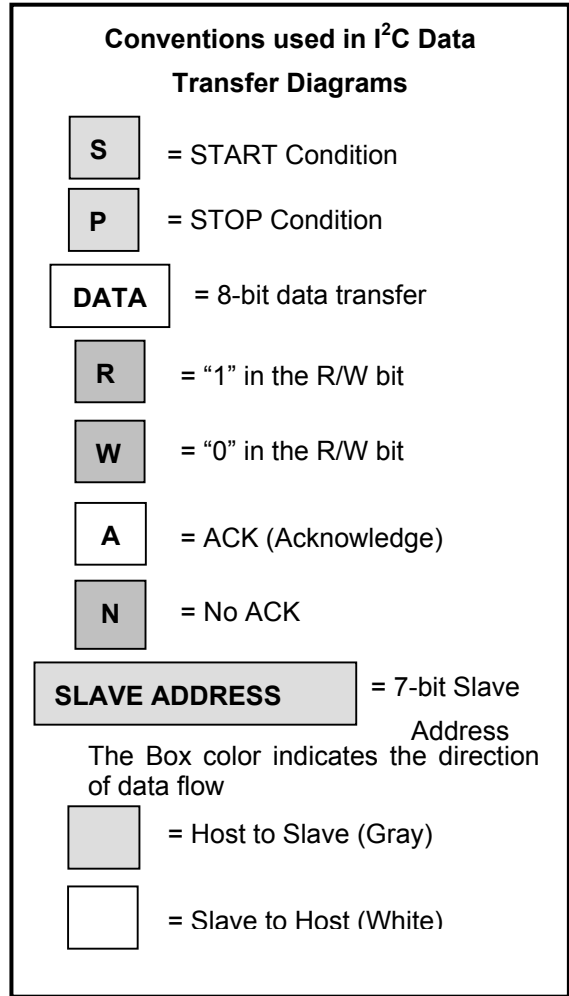 Conventions used in I²C Data
Transfer Diagrams
S = START Condition
P = STOP Condition
DATA = 8-bit data transfer
R = “1” in the R/W bit
W = “0” in the R/W bit
A = ACK (Acknowledge)
N = No ACK
SLAVE ADDRESS = 7-bit Slave
Address
The Box color indicates the direction
of data flow
= Host to Slave (Gray)
= Slave to Host (White)